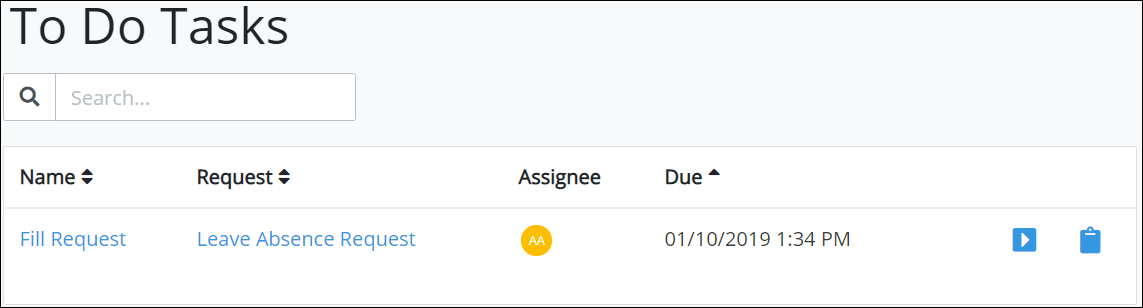 To Do Tasks
Search...
Name Request Assignee Due
Fill Request Leave Absence Request AA 01/10/2019 1:34 PM